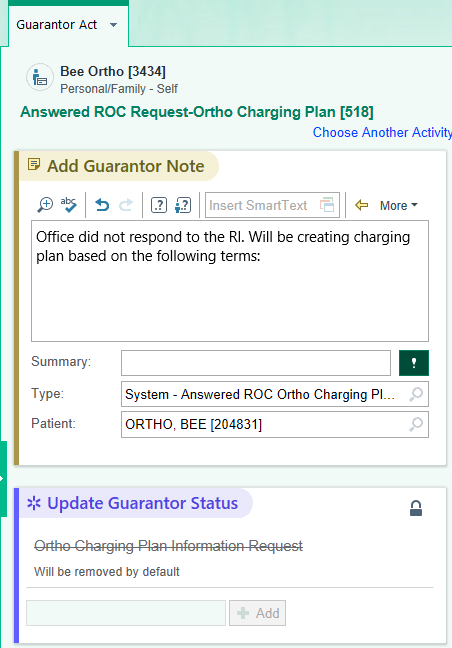 Guarantor Act
Bee Ortho [3434]
Personal/Family - Self
Answered ROC Request-Ortho Charging Plan [518]
Choose Another Activity
Add Guarantor Note
abc
Insert SmartText
More
Office did not respond to the RI. Will be creating charging
plan based on the following terms:
Summary:
Type:
System - Answered ROC Ortho Charging Pl...
Patient:
ORTHO, BEE [204831]
Update Guarantor Status
Ortho Charging Plan Information Request
Will be removed by default
Add